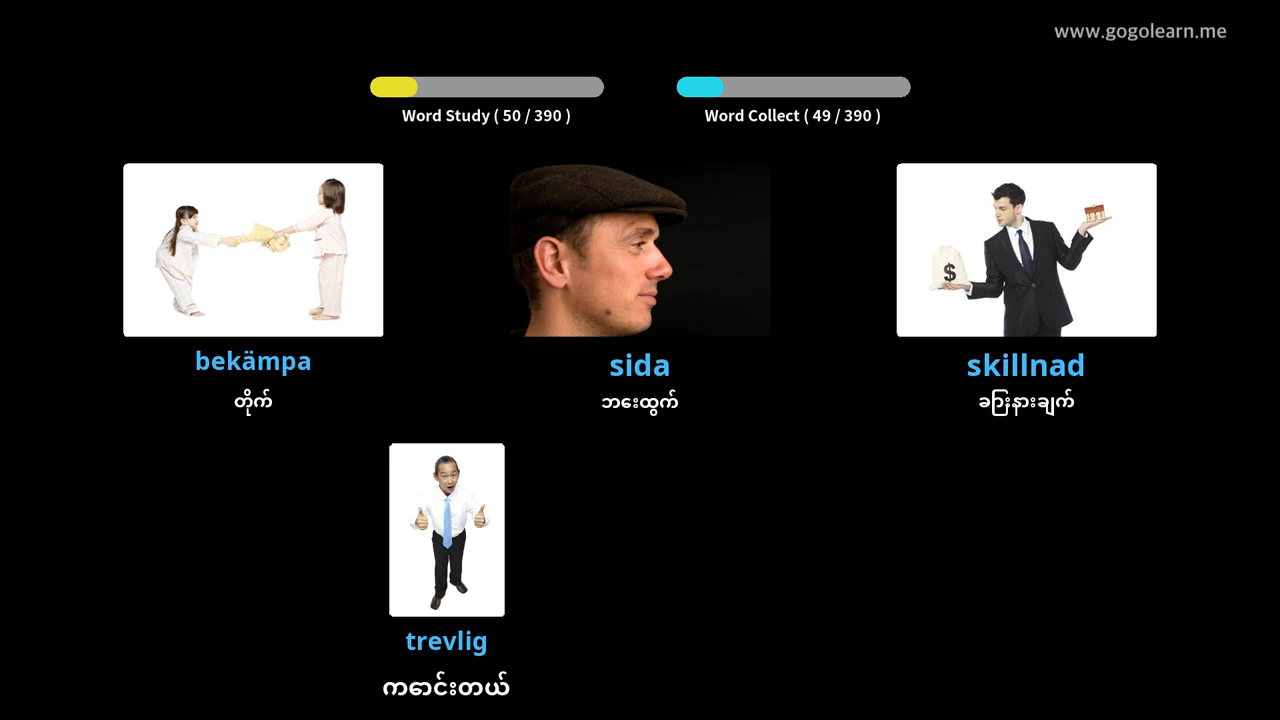 www.gogolearn.me
Word Study ( 50 / 390 )
Word Collect ( 49 / 390 )
bekämpa
sida
skillnad
တိုက်
ဘေးထွက်
ခြားနားချက်
trevlig
ကောင်းတယ်